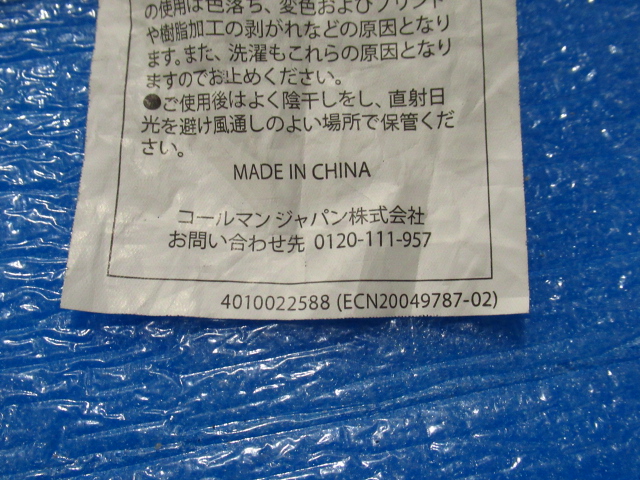 の使用は色落ち、変色およびプリント
や樹脂加工の剥がれなどの原因となり
ます。また、洗濯もこれらの原因となり
ますのでお止めください。
●ご使用後はよく陰干しをし、直射日
光を避け風通しのよい場所で保管くだ
さい。
MADE IN CHINA
コールマン ジャパン株式会社
お問い合わせ先 0120-111-957
4010022588 (ECN20049787-02)